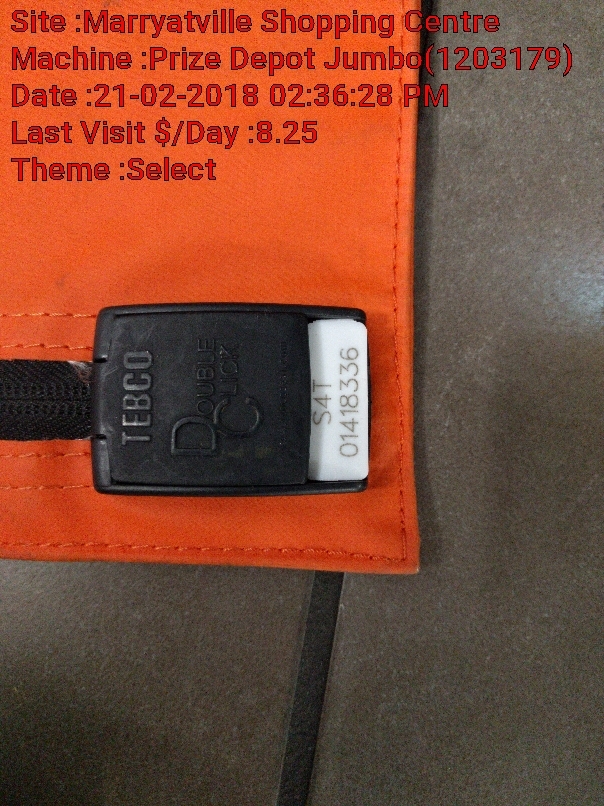 Site :Marryatville Shopping Centre
Machine :Prize Depot Jumbo(1203179)
Date :21-02-2018 02:36:28 PM
Last Visit $/Day :8.25
Theme :Select
TEBCO
DOUBLE
CLICK
S4T
01418336